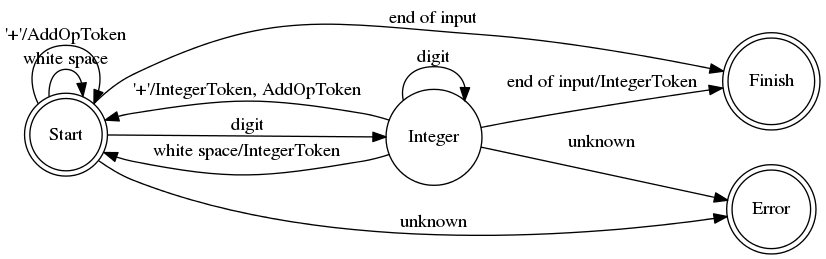 end of input
'+'/AddOpToken
white space
digit
'+'/IntegerToken, AddOpToken
end of input/IntegerToken
Finish
digit
Start
Integer
white space/IntegerToken
unknown
Error
unknown